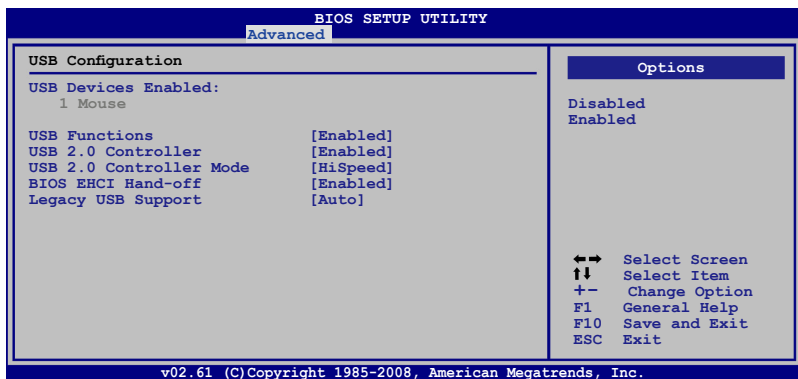 BIOS SETUP UTILITY
Advanced
USB Configuration
USB Devices Enabled:
1 Mouse
USB Functions [Enabled]
USB 2.0 Controller [Enabled]
USB 2.0 Controller Mode [HiSpeed]
BIOS EHCI Hand-off [Enabled]
Legacy USB Support [Auto]
Options
Disabled
Enabled
←→ Select Screen
↑↓ Select Item
+- Change Option
F1 General Help
F10 Save and Exit
ESC Exit
v02.61 (C)Copyright 1985-2008, American Megatrends, Inc.